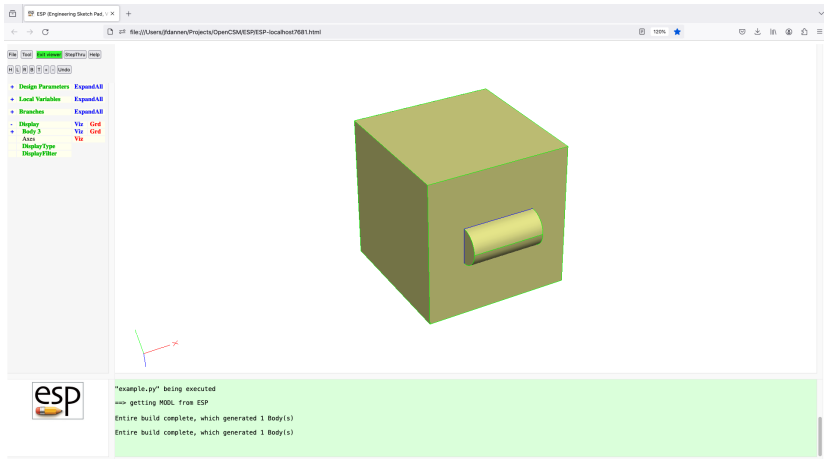 ESP (Engineering Sketch Pad, V
file:///Users/jfdannen/Projects/OpenCSM/ESP/ESP-localhost7681.html
120%
File Tool Exit viewer StepThru Help
H L R B T + - Undo
+ Design Parameters ExpandAll
+ Local Variables ExpandAll
+ Branches ExpandAll
- Display Viz Grd
+ Body 3 Viz Grd
Axes Viz
DisplayType
DisplayFilter
X
esp
"example.py" being executed
==> getting MODL from ESP
Entire build complete, which generated 1 Body(s)
Entire build complete, which generated 1 Body(s)